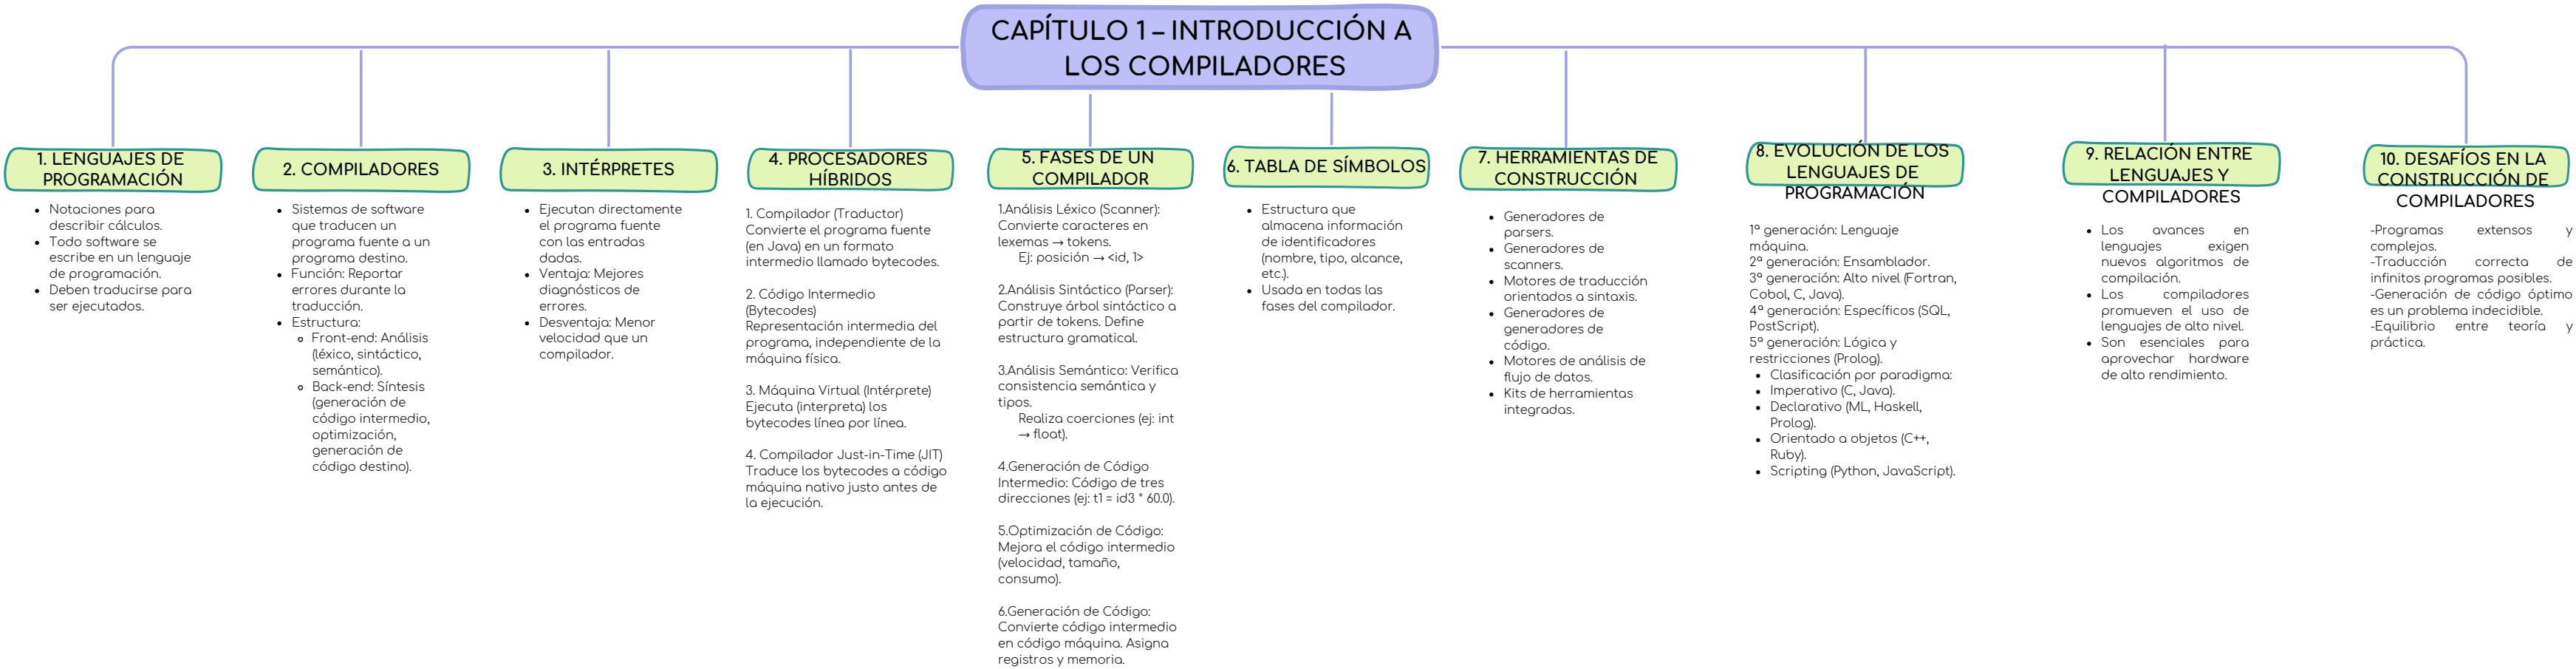 CAPÍTULO 1 – INTRODUCCIÓN A
LOS COMPILADORES
1. LENGUAJES DE
PROGRAMACIÓN
• Notaciones para
describir cálculos.
• Todo software se
escribe en un lenguaje
de programación.
• Deben traducirse para
ser ejecutados.
2. COMPILADORES
• Sistemas de software
que traducen un
programa fuente a un
programa destino.
• Función: Reportar
errores durante la
traducción.
• Estructura:
Front-end: Análisis
(léxico, sintáctico,
semántico).
Back-end: Síntesis
(generación de
código intermedio,
optimización,
generación de
código destino).
3. INTÉRPRETES
• Ejecutan directamente
el programa fuente
con las entradas
dadas.
• Ventaja: Mejores
diagnósticos de
errores.
• Desventaja: Menor
velocidad que un
compilador.
4. PROCESADORES
HÍBRIDOS
1. Compilador (Traductor)
Convierte el programa fuente
(en Java) en un formato
intermedio llamado bytecodes.
2. Código Intermedio
(Bytecodes)
Representación intermedia del
programa, independiente de la
máquina física.
3. Máquina Virtual (Intérprete)
Ejecuta (interpreta) los
bytecodes línea por línea.
4. Compilador Just-in-Time (JIT)
Traduce los bytecodes a código
máquina nativo justo antes de
la ejecución.
5. FASES DE UN
COMPILADOR
1.Análisis Léxico (Scanner):
Convierte caracteres en
lexemas → tokens.
Ej: posición → <id, 1>
2.Análisis Sintáctico (Parser):
Construye árbol sintáctico a
partir de tokens. Define
estructura gramatical.
3.Análisis Semántico: Verifica
consistencia semántica y
tipos.
Realiza coerciones (ej: int
→ float).
4.Generación de Código
Intermedio: Código de tres
direcciones (ej: t1 = id3 * 60.0).
5.Optimización de Código:
Mejora el código intermedio
(velocidad, tamaño,
consumo).
6.Generación de Código:
Convierte código intermedio
en código máquina. Asigna
registros y memoria.
6. TABLA DE SÍMBOLOS
• Estructura que
almacena información
de identificadores
(nombre, tipo, alcance,
etc.).
• Usada en todas las
fases del compilador.
7. HERRAMIENTAS DE
CONSTRUCCIÓN
• Generadores de
parsers.
• Generadores de
scanners.
• Motores de traducción
orientados a sintaxis.
• Generadores de
generadores de
código.
• Motores de análisis de
flujo de datos.
• Kits de herramientas
integradas.
8. EVOLUCIÓN DE LOS
LENGUAJES DE
PROGRAMACIÓN
1ª generación: Lenguaje
máquina.
2ª generación: Ensamblador.
3ª generación: Alto nivel (Fortran,
Cobol, C, Java).
4ª generación: Específicos (SQL,
PostScript).
5ª generación: Lógica y
restricciones (Prolog).
• Clasificación por paradigma:
• Imperativo (C, Java).
• Declarativo (ML, Haskell,
Prolog).
• Orientado a objetos (C++,
Ruby).
• Scripting (Python, JavaScript).
9. RELACIÓN ENTRE
LENGUAJES Y
COMPILADORES
• Los avances en
lenguajes exigen
nuevos algoritmos de
compilación.
• Los compiladores
promueven el uso de
lenguajes de alto nivel.
• Son esenciales para
aprovechar hardware
de alto rendimiento.
10. DESAFÍOS EN LA
CONSTRUCCIÓN DE
COMPILADORES
-Programas extensos y
complejos.
-Traducción correcta de
infinitos programas posibles.
-Generación de código óptimo
es un problema indecidible.
-Equilibrio entre teoría y
práctica.